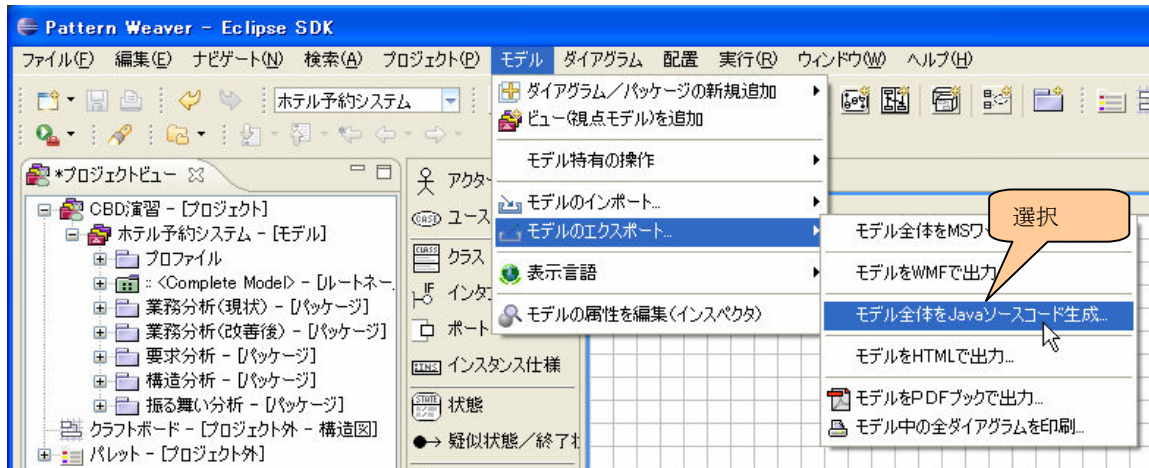 Pattern Weaver - Eclipse SDK
ファイル(F) 編集(E) ナビゲート(N) 検索(A) プロジェクト(P) モデル ダイアグラム 配置 実行(R) ウィンドウ(W) ヘルプ(H)
ホテル予約システム
ダイアグラム/パッケージの新規追加
ビュー(視点モデル)を追加
モデル特有の操作
モデルのインポート...
モデルのエクスポート...
表示言語
モデルの属性を編集(インスペクタ)
選択
モデル全体をMSワ
モデルをWMFで出力
モデル全体をJavaソースコード生成...
モデルをHTMLで出力...
モデルをPDFブックで出力...
モデル中の全ダイアグラムを印刷...
*プロジェクトビュー
CBD演習 - [プロジェクト]
ホテル予約システム - [モデル]
プロファイル
:: <Complete Model> - [ルートネー
業務分析(現状) - [パッケージ]
業務分析(改善後) - [パッケージ]
要求分析 - [パッケージ]
構造分析 - [パッケージ]
振る舞い分析 - [パッケージ]
クラフトボード - [プロジェクト外 - 構造図]
パレット - [プロジェクト外]
アクター
CASE ユース
CLASS クラス
IF インタ
ポート
INS インスタンス仕様
STATE 状態
疑似状態/終了